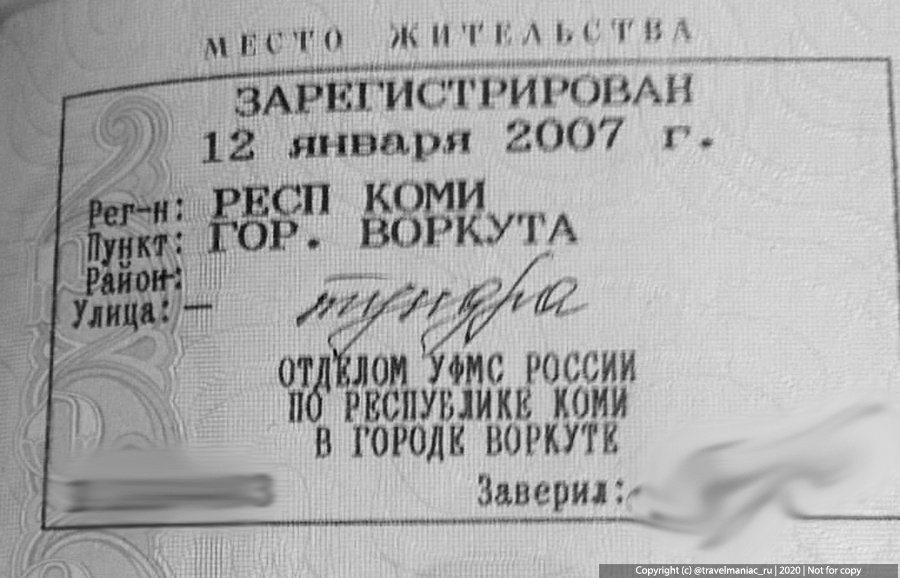 МЕСТО ЖИТЕЛЬСТВА
ЗАРЕГИСТРИРОВАН
12 января 2007 г.
Рег-н: РЕСП КОМИ
Пункт: ГОР. ВОРКУТА
Район:
Улица: — тундра
ОТДЕЛОМ УФМС РОССИИ
ПО РЕСПУБЛИКЕ КОМИ
В ГОРОДЕ ВОРКУТЕ
Заверил:
Copyright (c) @travelmaniac_ru | 2020 | Not for copy